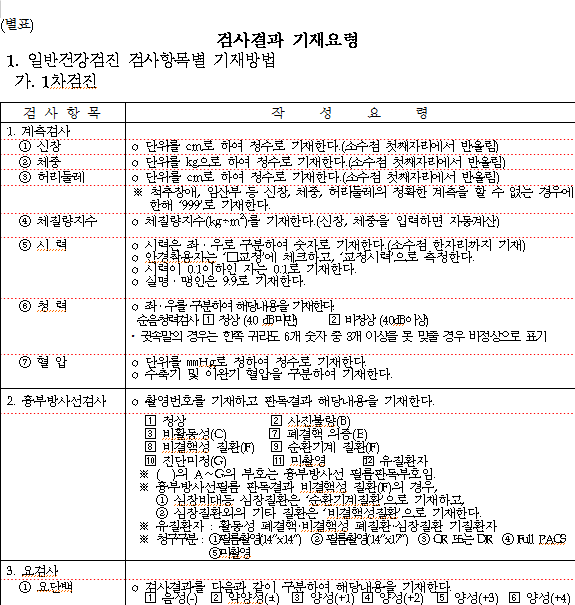 (별표)
검사결과 기재요령
1. 일반건강검진 검사항목별 기재방법
가. 1차검진
검 사 항 목 작 성 요 령
1. 계측검사
① 신장 ○ 단위를 cm로 하여 정수로 기재한다.(소수점 첫째자리에서 반올림)
② 체중 ○ 단위를 kg으로 하여 정수로 기재한다.(소수점 첫째자리에서 반올림)
③ 허리둘레 ○ 단위를 cm로 하여 정수로 기재한다.(소수점 첫째자리에서 반올림)
※ 척추장애, 임산부 등 신장, 체중, 허리둘레의 정확한 계측을 할 수 없는 경우에
한해 '999'로 기재한다.
④ 체질량지수 ○ 체질량지수(kg÷m²)를 기재한다.(신장, 체중을 입력하면 자동계산)
⑤ 시 력 ○ 시력은 좌·우로 구분하여 숫자로 기재한다.(소수점 한자리까지 기재)
○ 안경착용자는 '□교정'에 체크하고, '교정시력'으로 측정한다.
○ 시력이 0.1이하인 자는 0.1로 기재한다.
○ 실명·맹인은 9.9로 기재한다.
⑥ 청 력 ○ 좌·우를 구분하여 해당내용을 기재한다.
순음청력검사 1 정상 (40 dB미만) 2 비정상 (40dB이상)
· 귓속말의 경우는 한쪽 귀라도 6개 숫자 중 3개 이상을 못 맞출 경우 비정상으로 표기
⑦ 혈 압 ○ 단위를 mmHg로 정하여 정수로 기재한다.
○ 수축기 및 이완기 혈압을 구분하여 기재한다.
2. 흉부방사선검사 ○ 촬영번호를 기재하고 판독결과 해당내용을 기재한다.
1 정상 2 사진불량(B)
3 비활동성(C) 7 폐결핵 의증(E)
8 비결핵성 질환(F) 9 순환기계 질환(F)
10 진단미정(G) 11 미촬영 12 유질환자
※ ( )의 A~G의 부호는 흉부방사선 필름판독부호임.
※ 흉부방사선필름 판독결과 비결핵성 질환(F)의 경우,
① 심장비대등 심장질환은 '순환기계질환'으로 기재하고,
② 심장질환외의 기타 질환은 '비결핵성질환'으로 기재한다.
※ 유질환자 : 활동성 폐결핵·비결핵성 폐질환·심장질환 기질환자
※ 청구구분 : ①필름촬영(14"x14") ② 필름촬영(14"x17") ③ CR 또는 DR ④ Full PACS
⑤미촬영
3. 요검사
① 요단백 ○ 검사결과를 다음과 같이 구분하여 해당내용을 기재한다.
1 음성(-) 2 약양성(±) 3 양성(+1) 4 양성(+2) 5 양성(+3) 6 양성(+4)